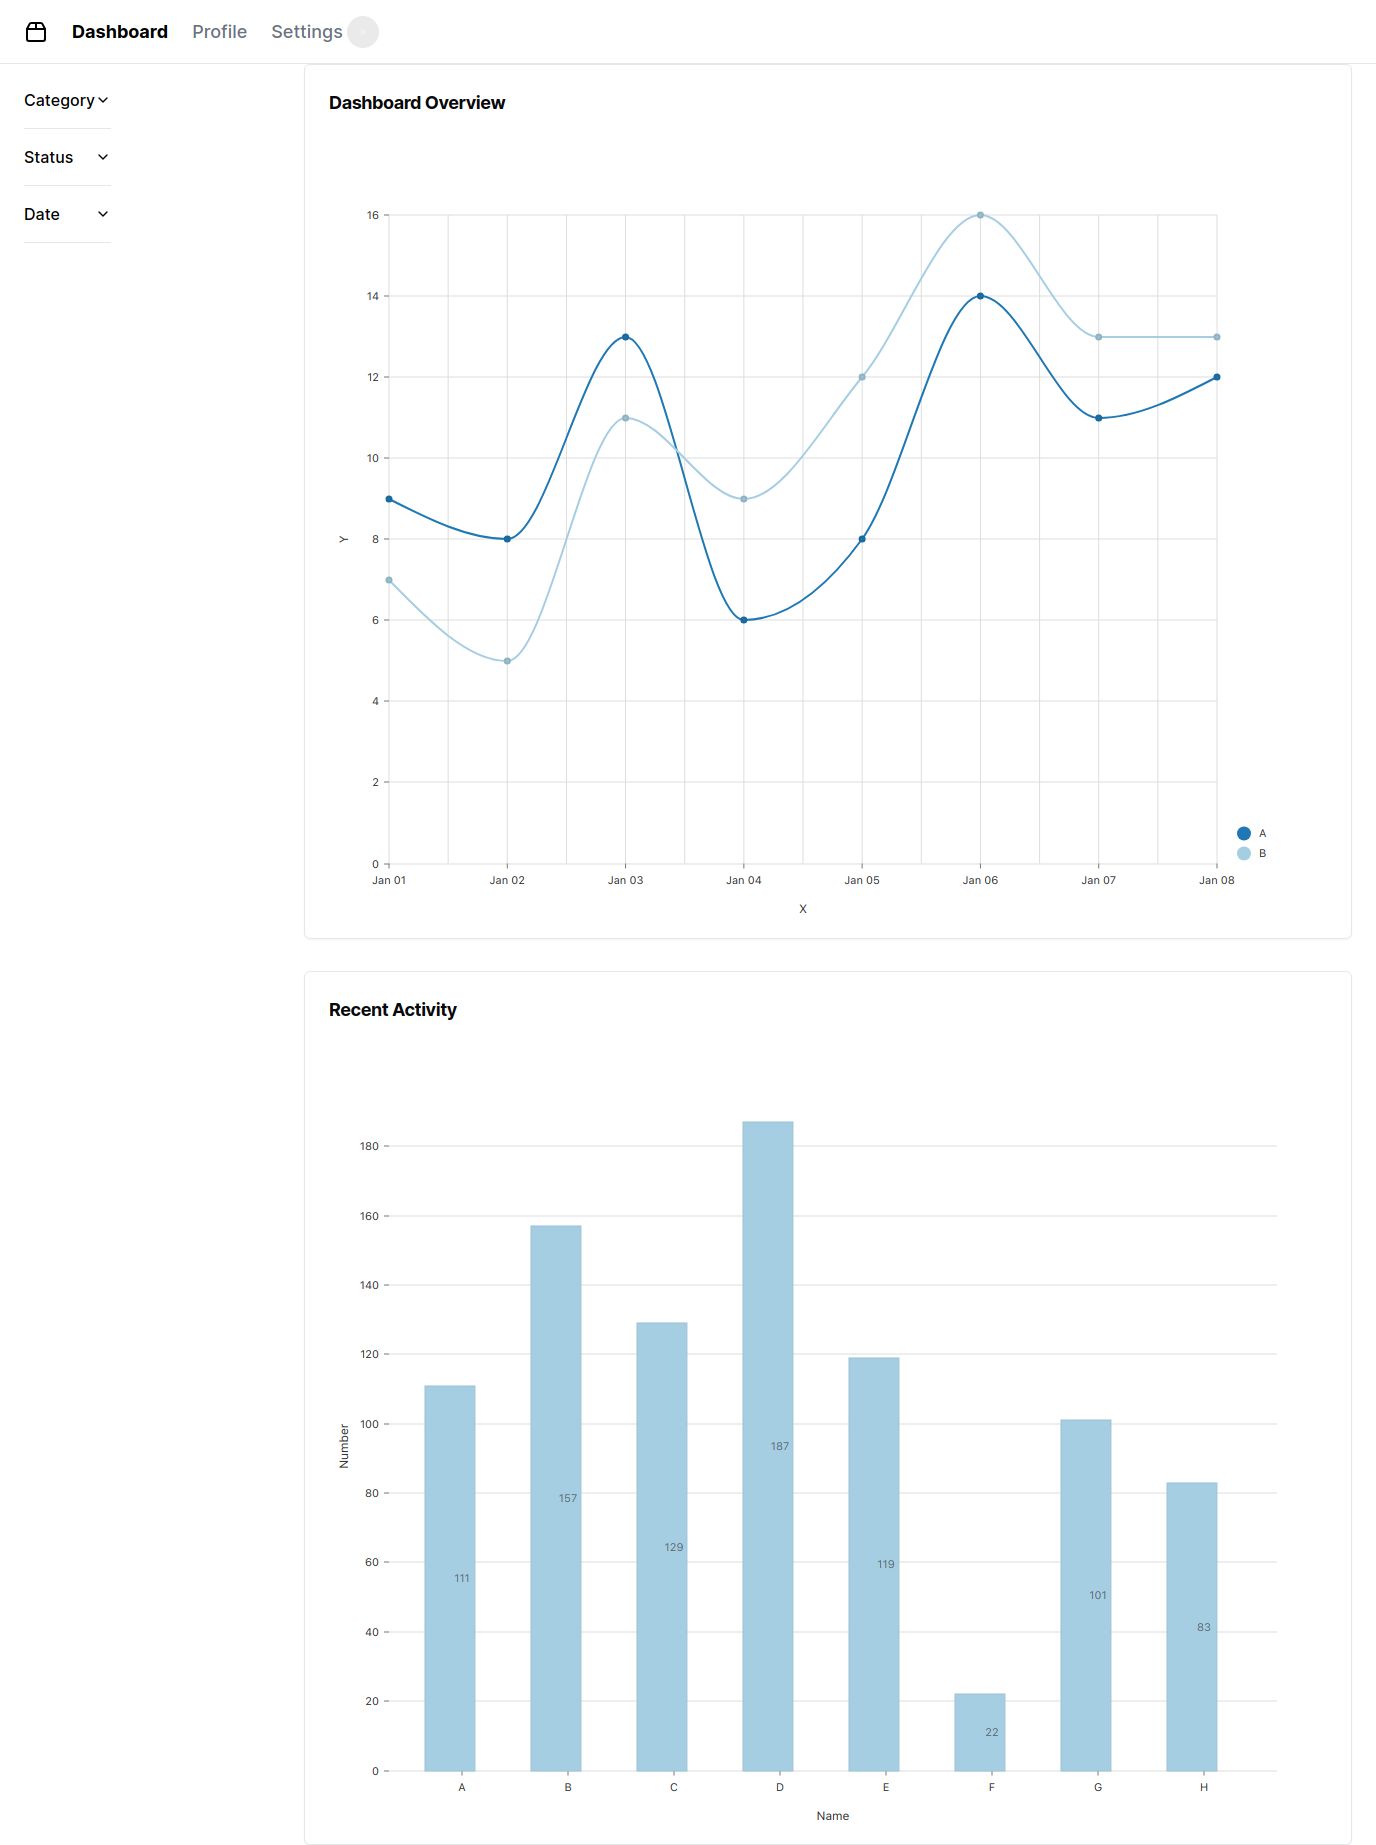 Dashboard Profile Settings
Category
Status
Date
Dashboard Overview
16
14
12
10
8
6
4
2
0
Y
Jan 01 Jan 02 Jan 03 Jan 04 Jan 05 Jan 06 Jan 07 Jan 08
X
A
B
Recent Activity
180
160
140
120
100
80
60
40
20
0
Number
111 157 129 187 119 22 101 83
A B C D E F G H
Name